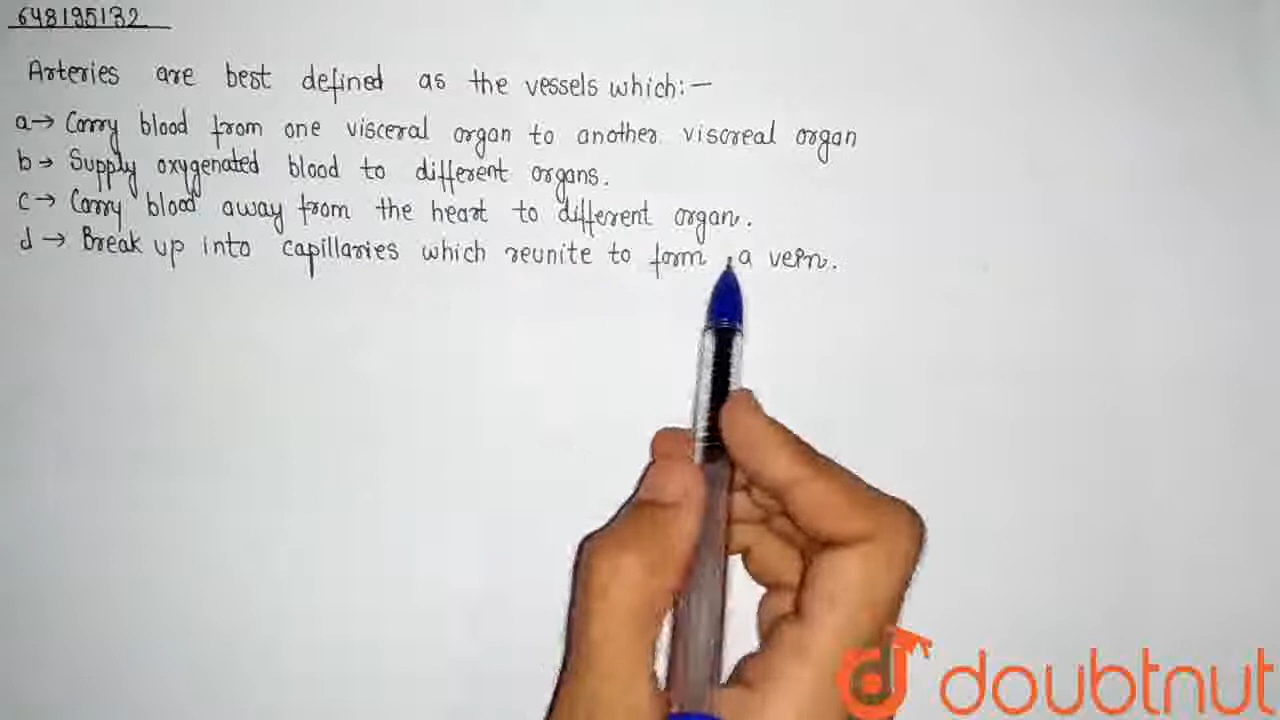 648195132
Arteries are best defined as the vessels which:-
a→ Carry blood from one visceral organ to another. viscreal organ
b→ Supply oxygenated blood to different organs.
c→ Carry blood away from the heart to different organ.
d→ Break up into capillaries which reunite to form a vein.
doubtnut